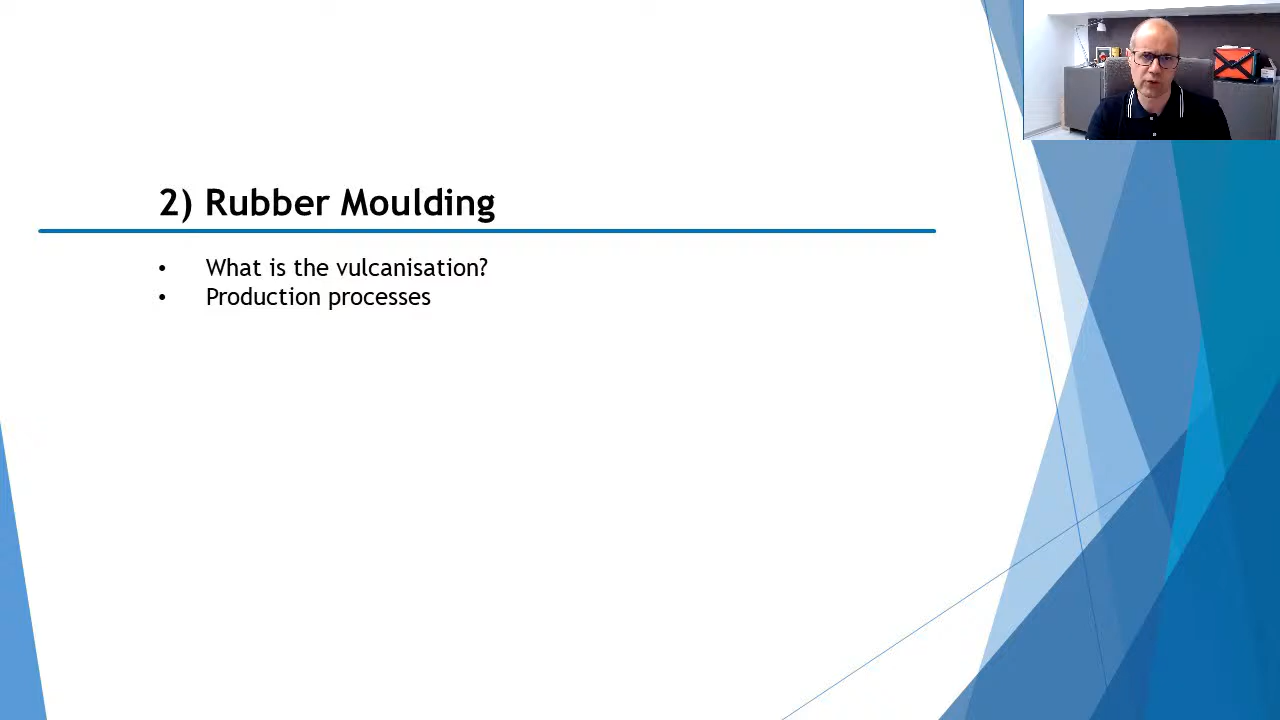 2) Rubber Moulding
• What is the vulcanisation?
• Production processes